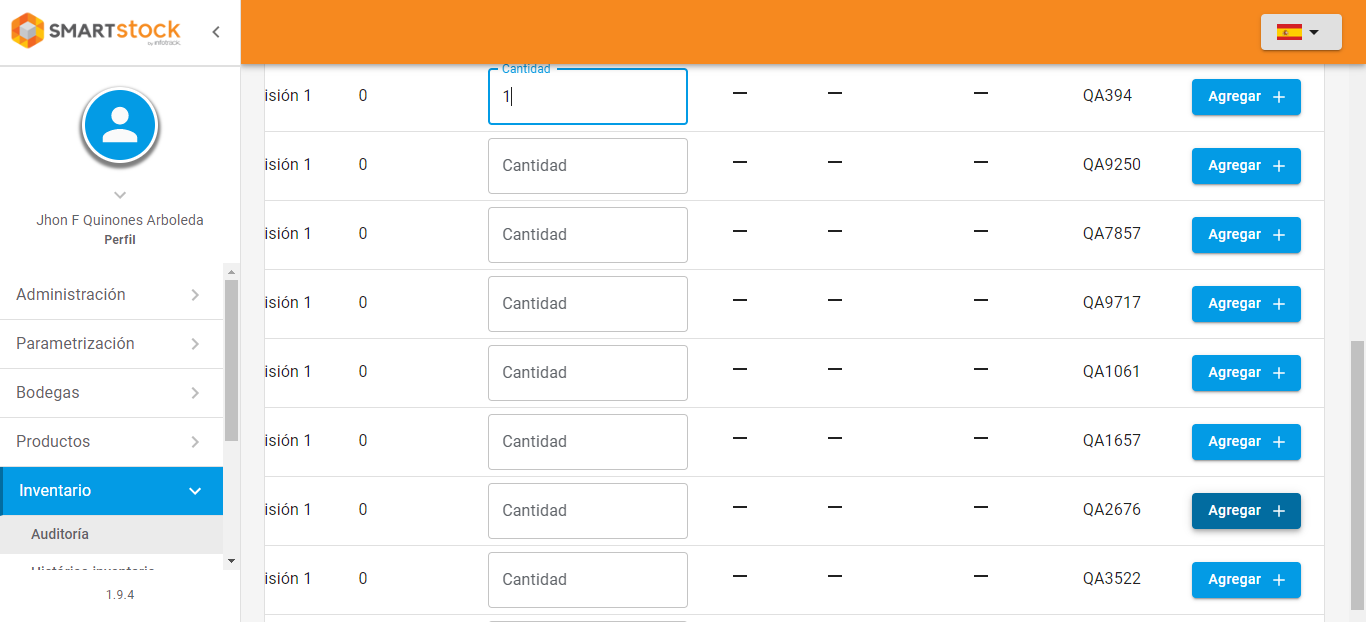 SMARTstock
by infotrack.
Cantidad
isión 1 0 1 — — — QA394 Agregar +
isión 1 0 Cantidad — — — QA9250 Agregar +
isión 1 0 Cantidad — — — QA7857 Agregar +
isión 1 0 Cantidad — — — QA9717 Agregar +
isión 1 0 Cantidad — — — QA1061 Agregar +
isión 1 0 Cantidad — — — QA1657 Agregar +
isión 1 0 Cantidad — — — QA2676 Agregar +
isión 1 0 Cantidad — — — QA3522 Agregar +
Jhon F Quinones Arboleda
Perfil
Administración
Parametrización
Bodegas
Productos
Inventario
Auditoría
Histórico inventario
1.9.4